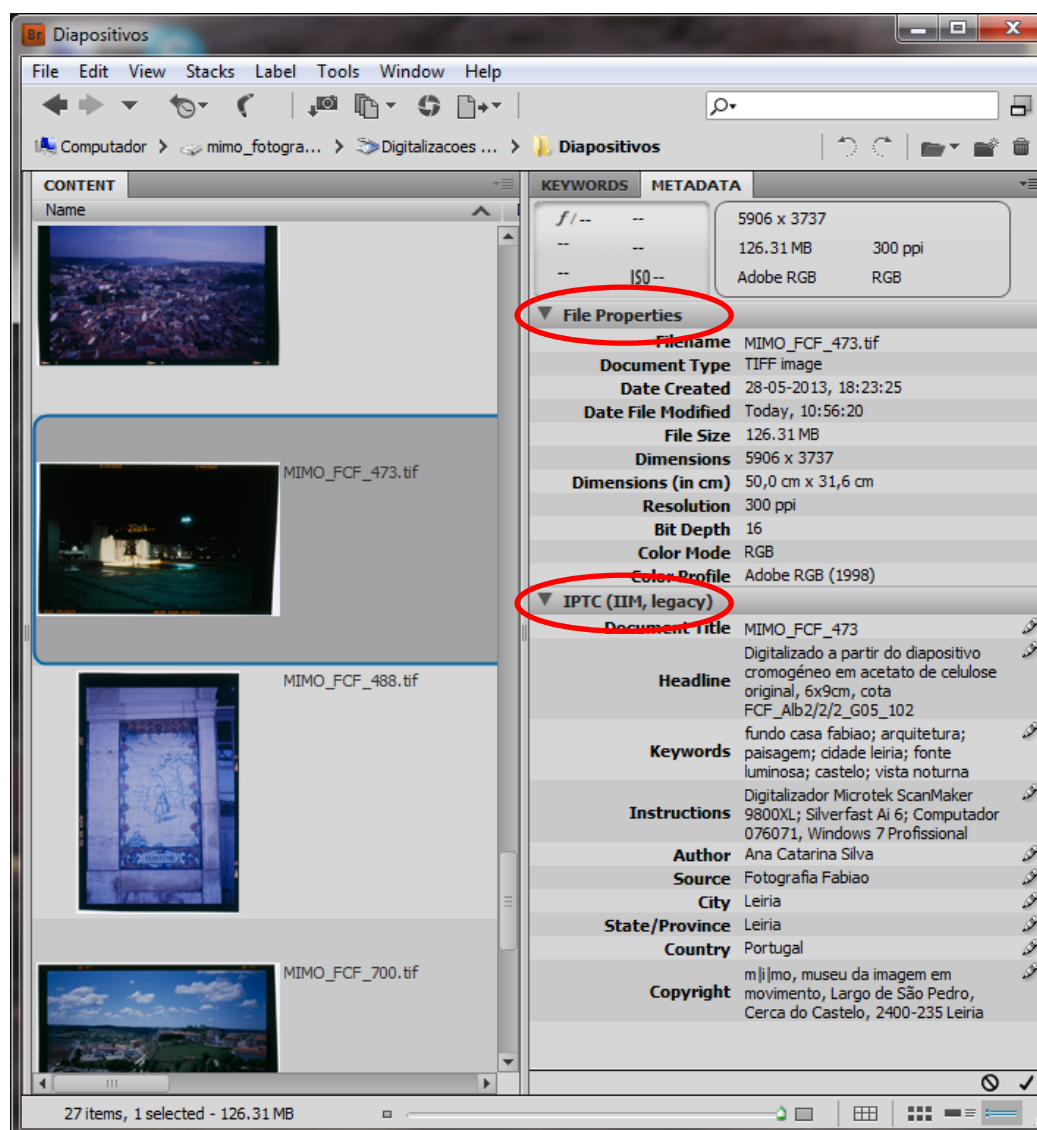 Br Diapositivos
File Edit View Stacks Label Tools Window Help
Computador > mimo_fotogra... > Digitalizacoes ... > Diapositivos
CONTENT
Name
MIMO_FCF_473.tif
MIMO_FCF_488.tif
MIMO_FCF_700.tif
KEYWORDS METADATA
f/-- --
-- --
-- ISO --
5906 x 3737
126.31 MB 300 ppi
Adobe RGB RGB
File Properties
Filename MIMO_FCF_473.tif
Document Type TIFF image
Date Created 28-05-2013, 18:23:25
Date File Modified Today, 10:56:20
File Size 126.31 MB
Dimensions 5906 x 3737
Dimensions (in cm) 50,0 cm x 31,6 cm
Resolution 300 ppi
Bit Depth 16
Color Mode RGB
Color Profile Adobe RGB (1998)
IPTC (IIM, legacy)
Document Title MIMO_FCF_473
Headline Digitalizado a partir do diapositivo
cromogéneo em acetato de celulose
original, 6x9cm, cota
FCF_Alb2/2/2_G05_102
Keywords fundo casa fabiao; arquitetura;
paisagem; cidade leiria; fonte
luminosa; castelo; vista noturna
Instructions Digitalizador Microtek ScanMaker
9800XL; Silverfast Ai 6; Computador
076071, Windows 7 Profissional
Author Ana Catarina Silva
Source Fotografia Fabiao
City Leiria
State/Province Leiria
Country Portugal
Copyright m|i|mo, museu da imagem em
movimento, Largo de São Pedro,
Cerca do Castelo, 2400-235 Leiria
27 items, 1 selected - 126.31 MB